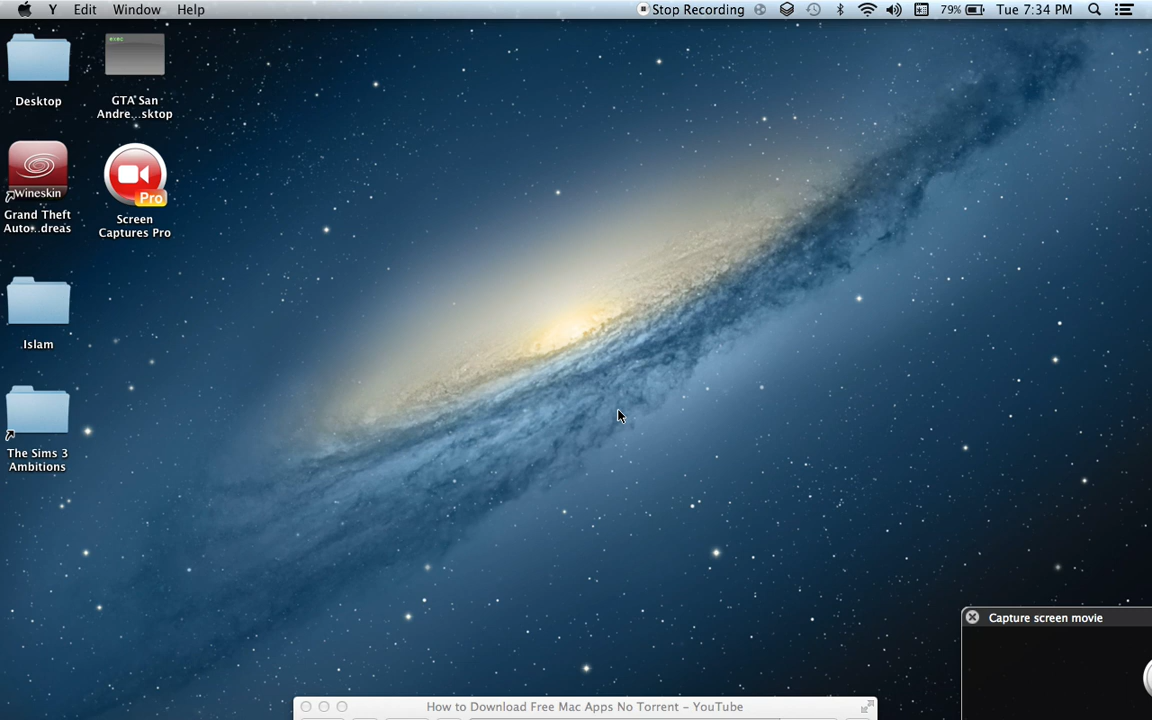 Y Edit Window Help Stop Recording 79% Tue 7:34 PM
Desktop
exec
GTA San
Andre...sktop
Wineskin
Grand Theft
Auto...dreas
Pro
Screen
Captures Pro
Islam
The Sims 3
Ambitions
Capture screen movie
How to Download Free Mac Apps No Torrent – YouTube